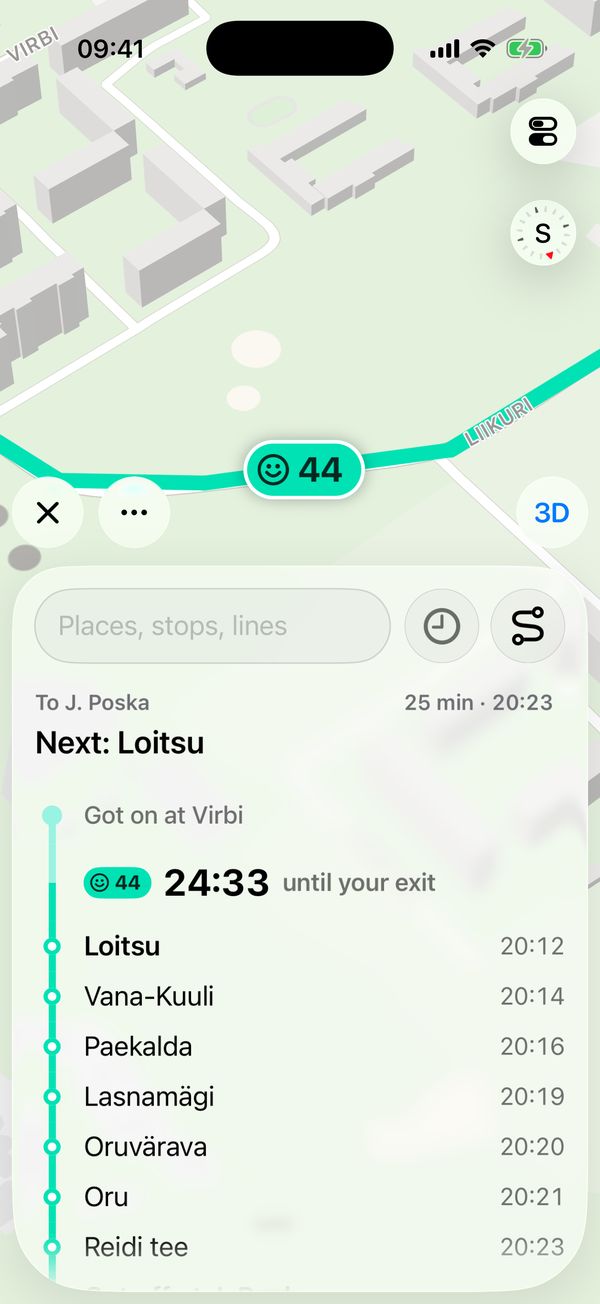 VIRBI
09:41
S
LIIKURI
44
3D
Places, stops, lines
To J. Poska
25 min · 20:23
Next: Loitsu
Got on at Virbi
44 24:33 until your exit
Loitsu 20:12
Vana-Kuuli 20:14
Paekalda 20:16
Lasnamägi 20:19
Oruvärava 20:20
Oru 20:21
Reidi tee 20:23